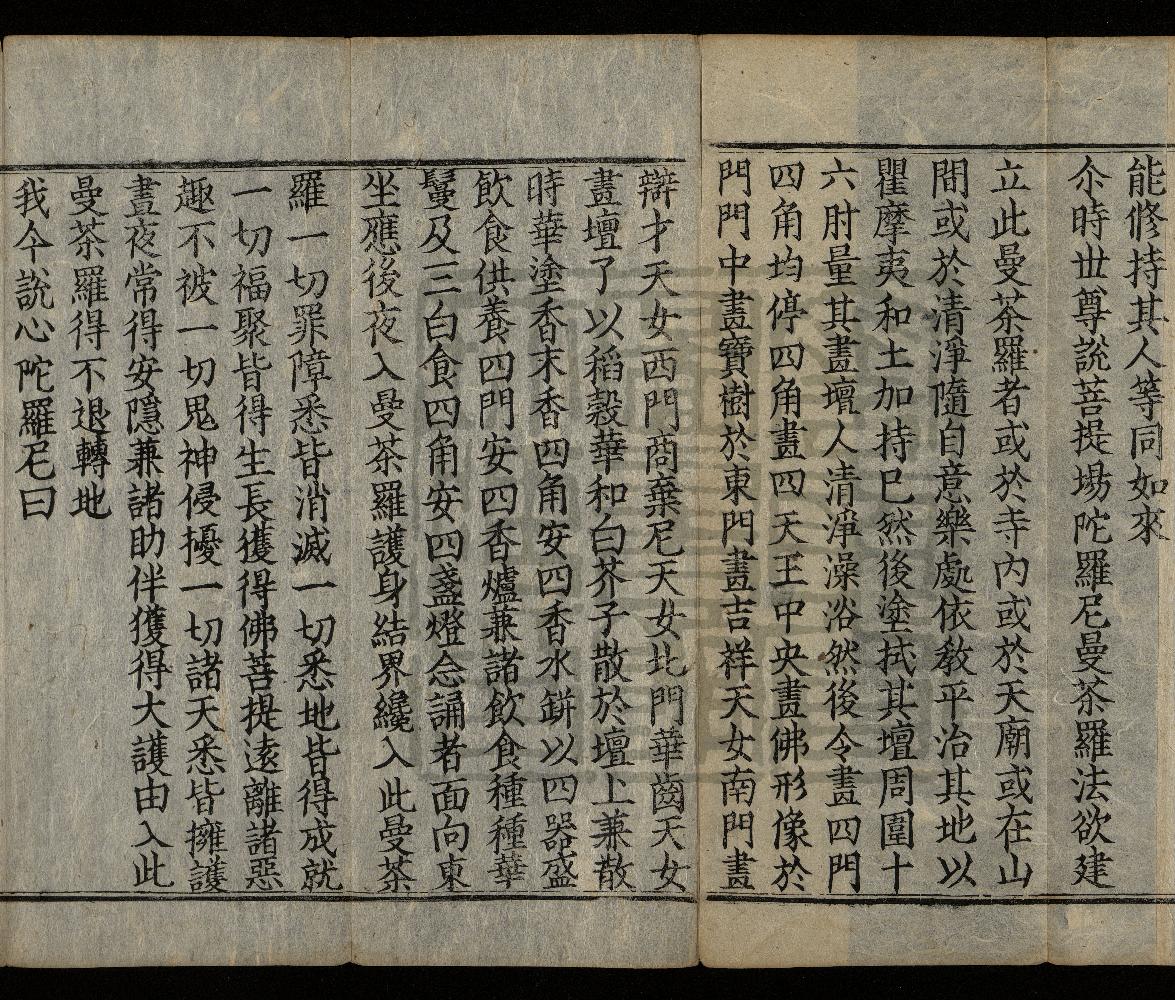 能修持其人等同如來
尒時世尊說菩提場陀羅尼曼荼羅法欲建
立此曼荼羅者或於寺內或於天廟或在山
間或於清淨隨自意樂處依教平治其地以
瞿摩夷和土加持已然後塗拭其壇周圍十
六肘量其畫壇人清淨澡浴然後令畫四門
四角均停四角畫四天王中央畫佛形像於
門門中畫寶樹於東門畫吉祥天女南門畫
辯才天女西門商棄尼天女北門華齒天女
畫壇了以稻穀華和白芥子散於壇上兼散
時華塗香末香四角安四香水缾以四器盛
飲食供養四門安四香爐兼諸飲食種種華
鬘及三白食四角安四盞燈念誦者面向東
坐應後夜入曼荼羅護身結界纔入此曼荼
羅一切罪障悉皆消滅一切悉地皆得成就
一切福聚皆得生長獲得佛菩提遠離諸惡
趣不被一切鬼神侵擾一切諸天悉皆擁護
晝夜常得安隱兼諸助伴獲得大護由入此
曼荼羅得不退轉地
我今說心陀羅尼曰